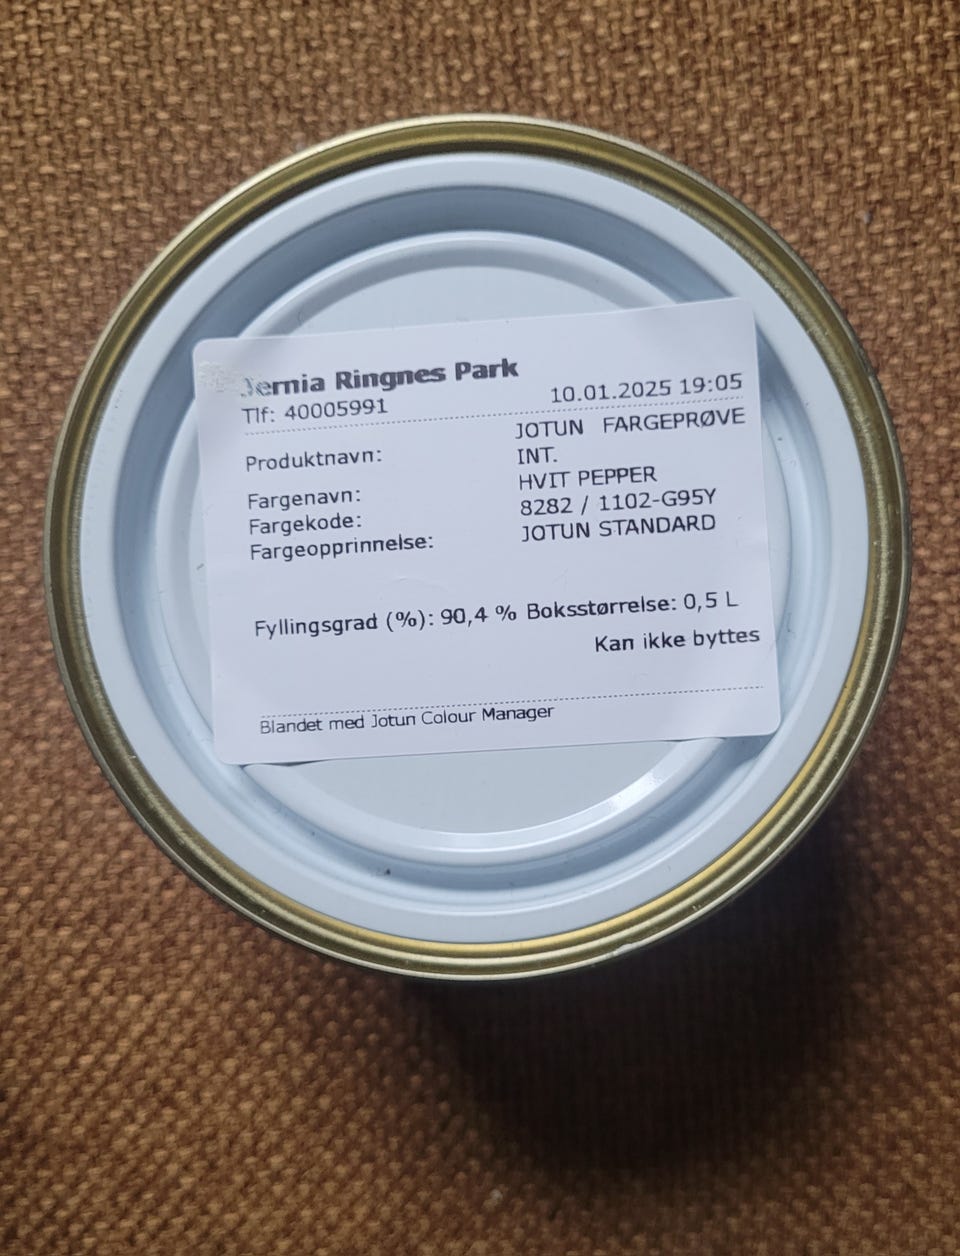 Jernia Ringnes Park
Tlf: 40005991 10.01.2025 19:05
Produktnavn: JOTUN FARGEPRØVE
INT.
Fargenavn: HVIT PEPPER
Fargekode: 8282 / 1102-G95Y
Fargeopprinnelse: JOTUN STANDARD
Fyllingsgrad (%): 90,4 % Boksstørrelse: 0,5 L
Kan ikke byttes
Blandet med Jotun Colour Manager